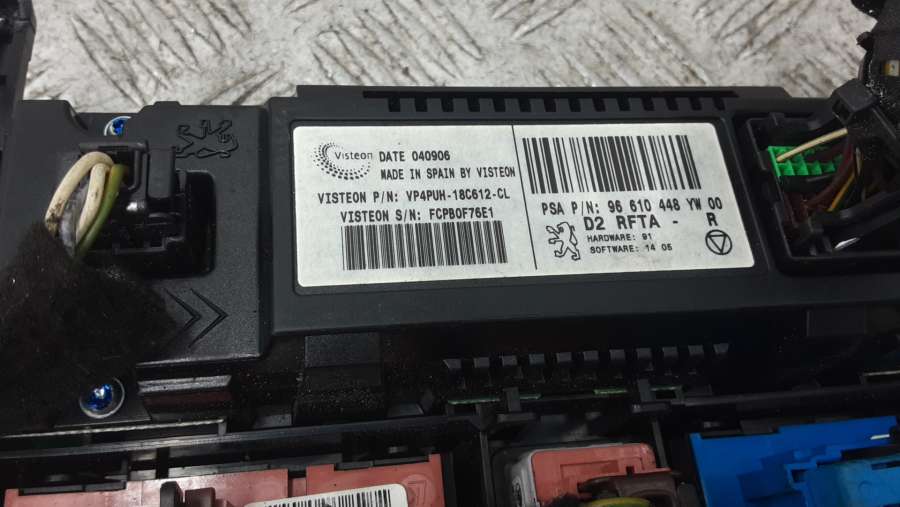 Visteon DATE 040906
MADE IN SPAIN BY VISTEON
VISTEON P/N: VP4PUH-18C612-CL
VISTEON S/N: FCPB0F76E1
PSA P/N: 96 610 448 YW 00
D2 RFTA - R
HARDWARE: 91
SOFTWARE: 14 05